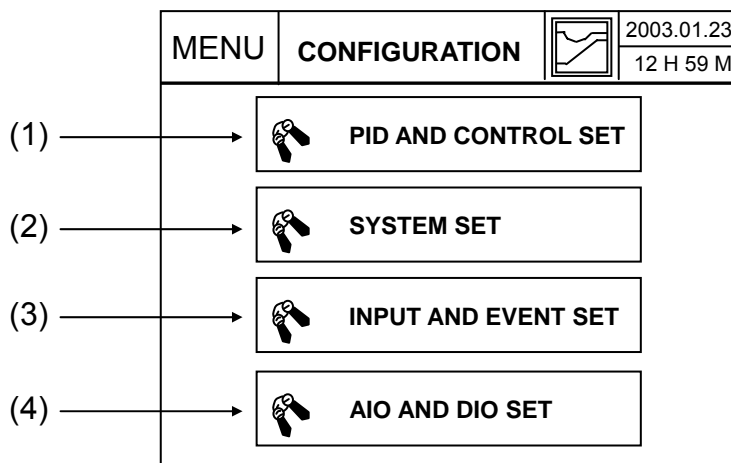 MENU CONFIGURATION 2003.01.23
12 H 59 M
(1) PID AND CONTROL SET
(2) SYSTEM SET
(3) INPUT AND EVENT SET
(4) AIO AND DIO SET